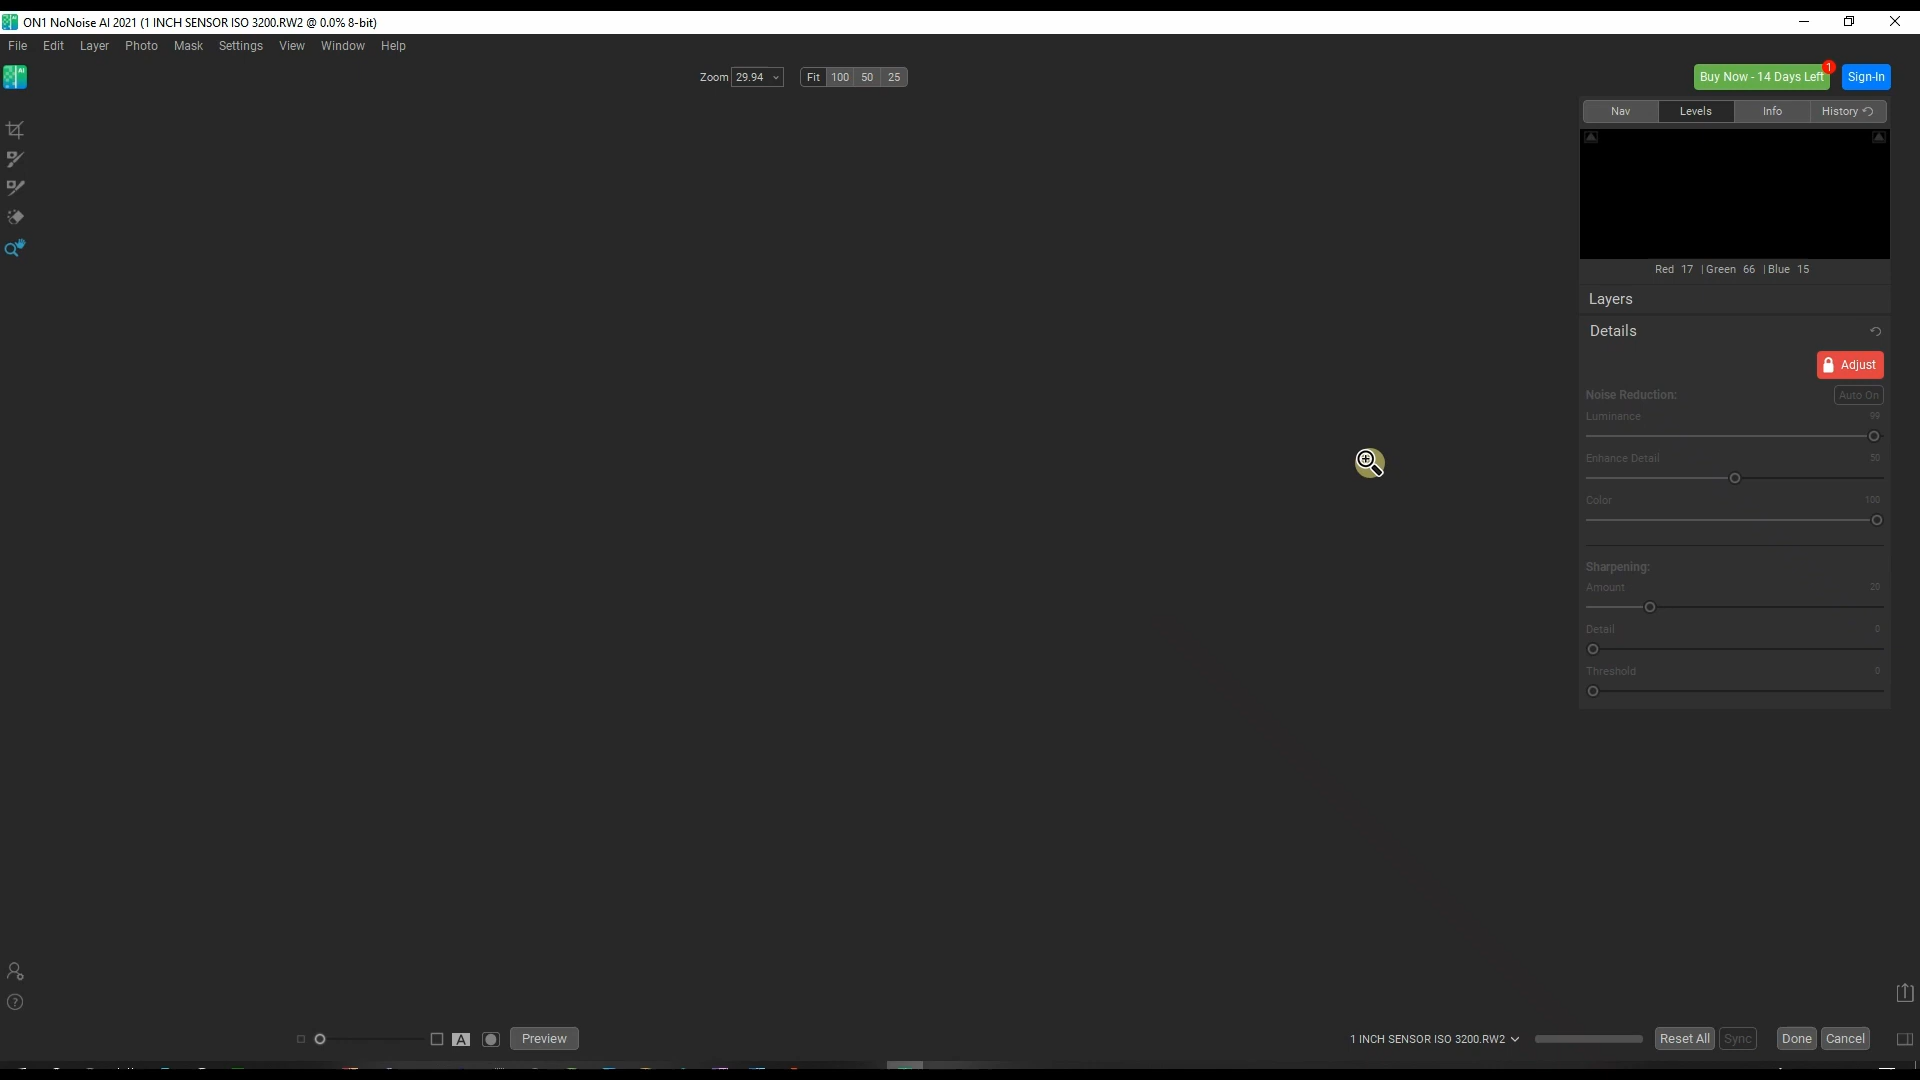 ON1 NoNoise AI 2021 (1 INCH SENSOR ISO 3200.RW2 @ 0.0% 8-bit)
File Edit Layer Photo Mask Settings View Window Help
AI
Zoom 29.94 Fit 100 50 25
Buy Now - 14 Days Left 1 Sign-In
Nav Levels Info History
Red 17 | Green 66 | Blue 15
Layers
Details
Adjust
Noise Reduction: Auto On
Luminance 99
Enhance Detail 50
Color 100
Sharpening:
Amount 20
Detail 0
Threshold 0
?
A Preview 1 INCH SENSOR ISO 3200.RW2 Reset All Sync Done Cancel